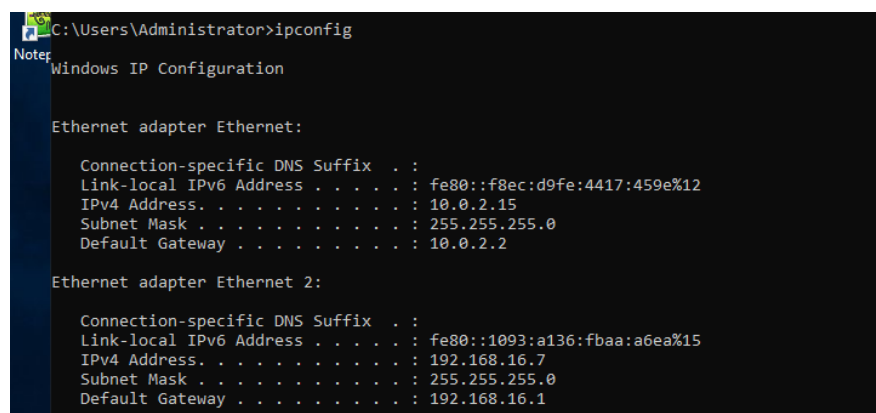 C:\Users\Administrator>ipconfig
Notep
Windows IP Configuration
Ethernet adapter Ethernet:
Connection-specific DNS Suffix  . :
Link-local IPv6 Address . . . . . : fe80::f8ec:d9fe:4417:459e%12
IPv4 Address. . . . . . . . . . . : 10.0.2.15
Subnet Mask . . . . . . . . . . . : 255.255.255.0
Default Gateway . . . . . . . . . : 10.0.2.2
Ethernet adapter Ethernet 2:
Connection-specific DNS Suffix  . :
Link-local IPv6 Address . . . . . : fe80::1093:a136:fbaa:a6ea%15
IPv4 Address. . . . . . . . . . . : 192.168.16.7
Subnet Mask . . . . . . . . . . . : 255.255.255.0
Default Gateway . . . . . . . . . : 192.168.16.1